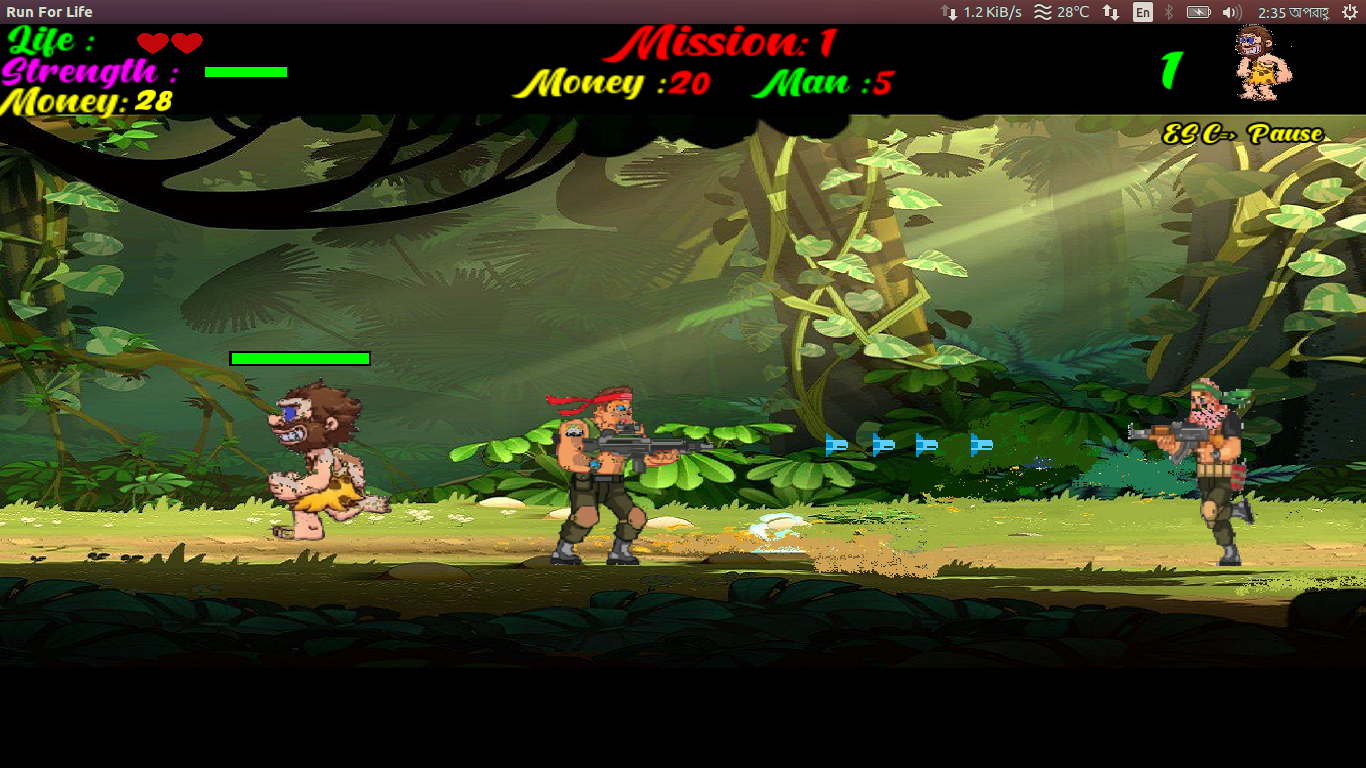 Run For Life
1.2 KiB/s 28°C En 2:35 অপরাহ্ণ
Life :
Strength :
Money: 28
Mission: 1
Money :20 Man :5
1
ESC=> Pause